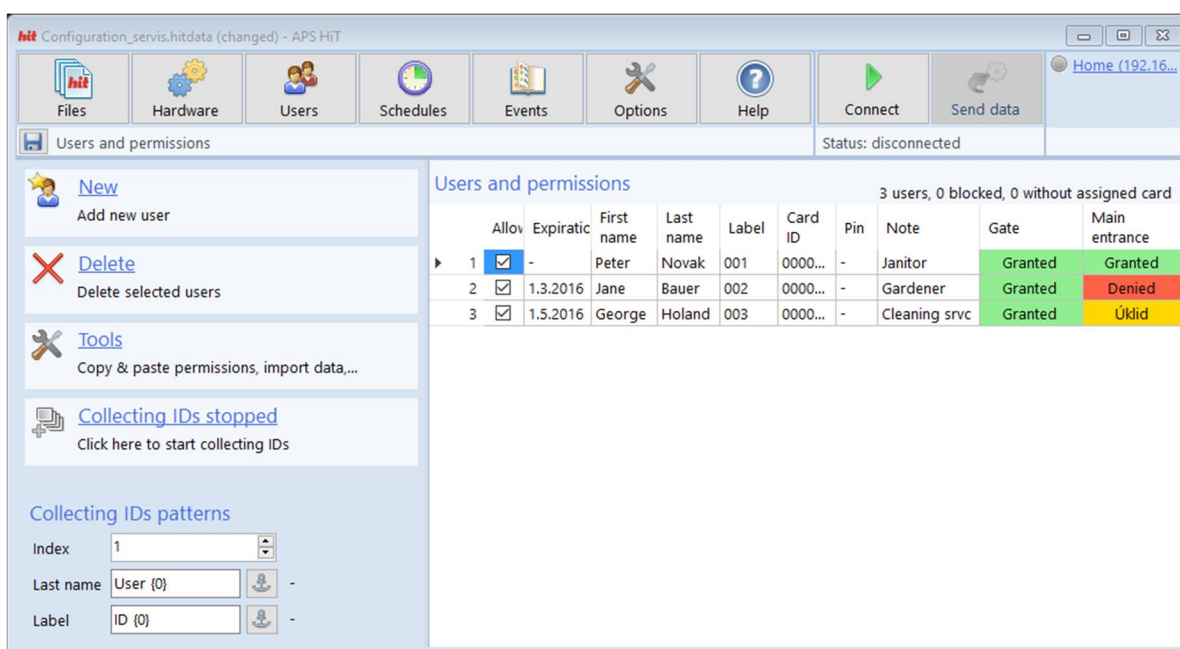 hit Configuration_servis.hitdata (changed) - APS HiT
hit
Files Hardware Users Schedules Events Options Help Connect Send data Home (192.16...
Users and permissions Status: disconnected
New
Add new user
Delete
Delete selected users
Tools
Copy & paste permissions, import data,...
Collecting IDs stopped
Click here to start collecting IDs
Collecting IDs patterns
Index 1
Last name User {0} -
Label ID {0} -
Users and permissions
3 users, 0 blocked, 0 without assigned card
Allov Expiratic First name Last name Label Card ID Pin Note Gate Main entrance
1 - Peter Novak 001 0000... - Janitor Granted Granted
2 1.3.2016 Jane Bauer 002 0000... - Gardener Granted Denied
3 1.5.2016 George Holand 003 0000... - Cleaning srvc Granted Úklid